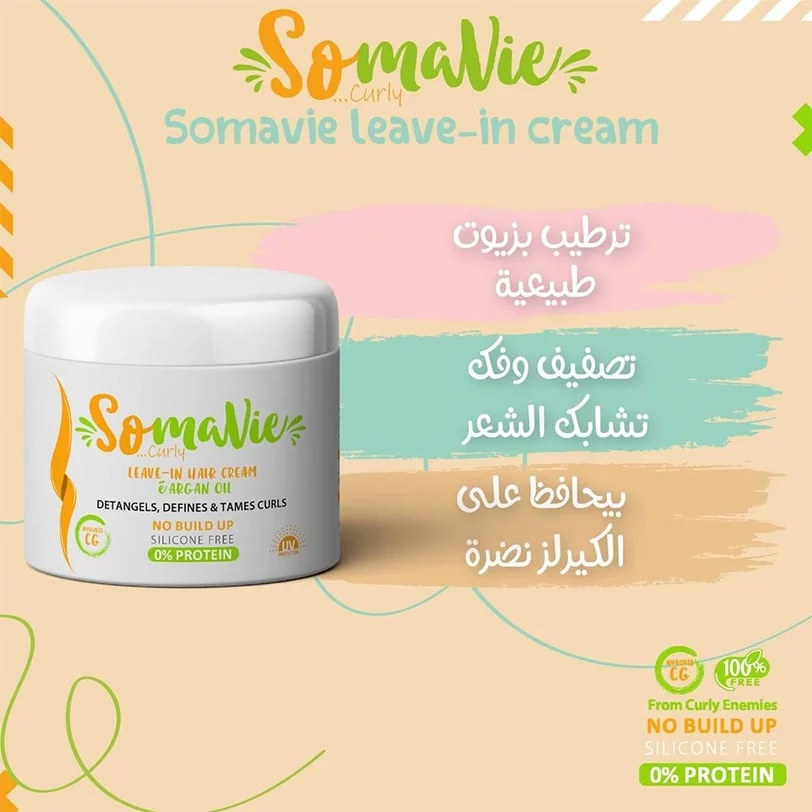 SomaVie
...Curly
Somavie leave-in cream
ترطيب بزيوت
طبيعية
تصفيف وفك
تشابك الشعر
بيحافظ على
الكيرلز نضرة
SomaVie
...Curly
LEAVE-IN HAIR CREAM
é ARGAN OIL
DETANGELS, DEFINES & TAMES CURLS
NO BUILD UP
SILICONE FREE
0% PROTEIN
CG
UV
CG
100%
FREE
From Curly Enemies
NO BUILD UP
SILICONE FREE
0% PROTEIN